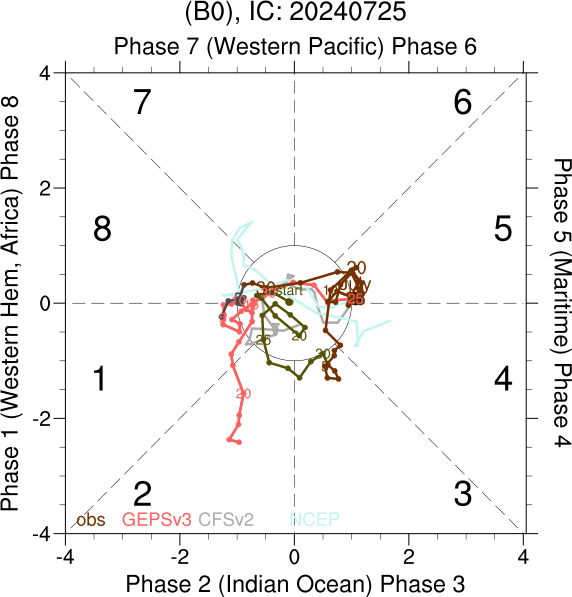 (B0), IC: 20240725
Phase 7 (Western Pacific) Phase 6
Phase 1 (Western Hem, Africa) Phase 8
Phase 5 (Maritime) Phase 4
4
2
0
-2
-4
7 6
8 5
1 4
2 3
20
start
25
20
25
20
20
obs GEPSv3 CFSv2 NCEP
-4 -2 0 2 4
Phase 2 (Indian Ocean) Phase 3